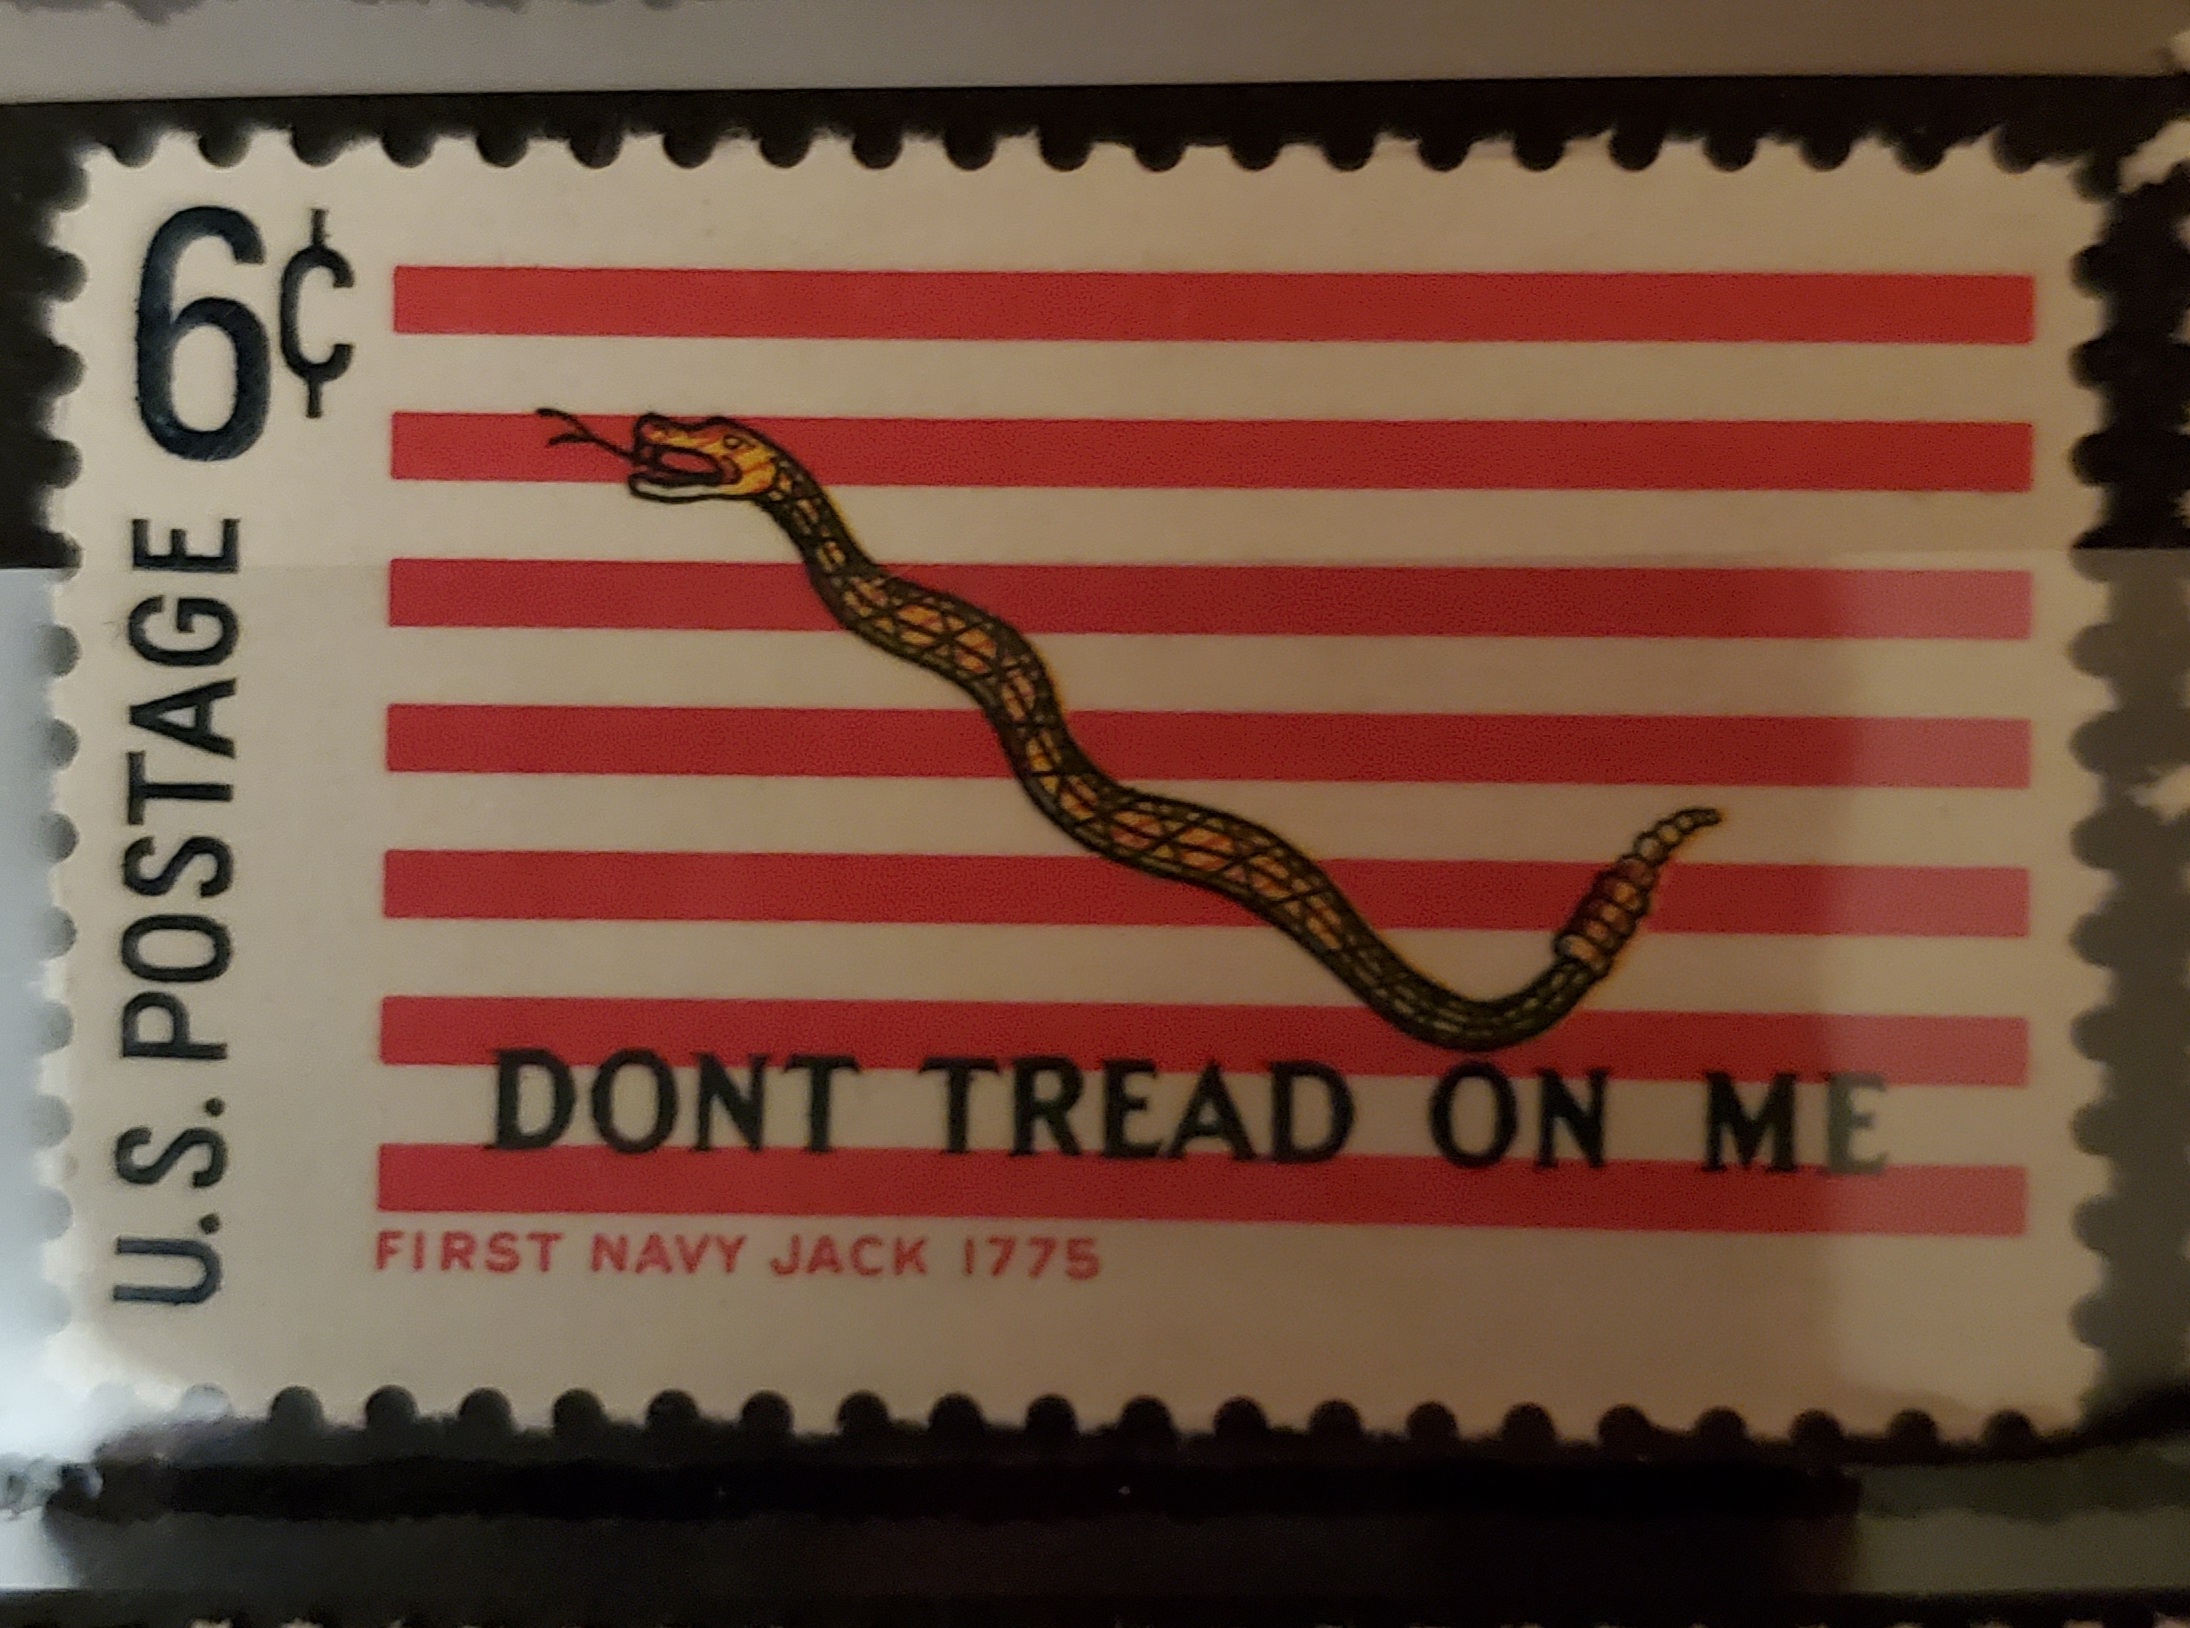 6¢
U.S. POSTAGE
DONT TREAD ON ME
FIRST NAVY JACK 1775